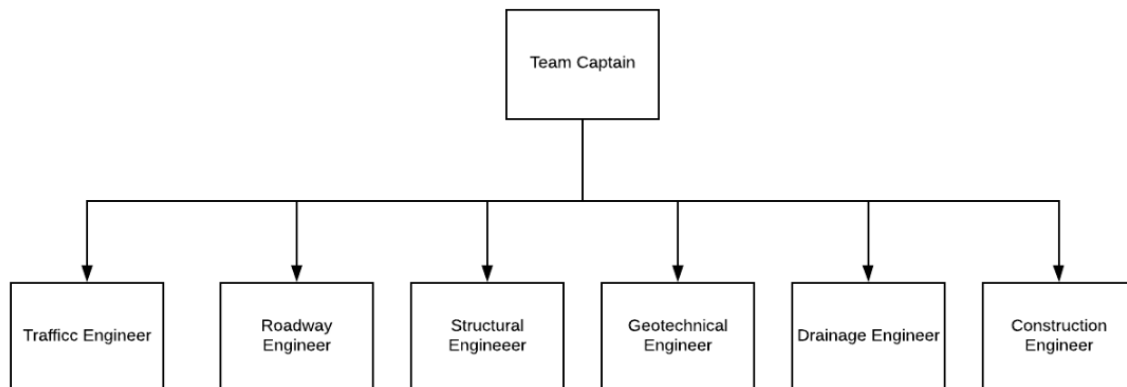 Team Captain
Trafficc Engineer
Roadway
Engineer
Structural
Engineeer
Geotechnical
Engineer
Drainage Engineer
Construction
Engineer